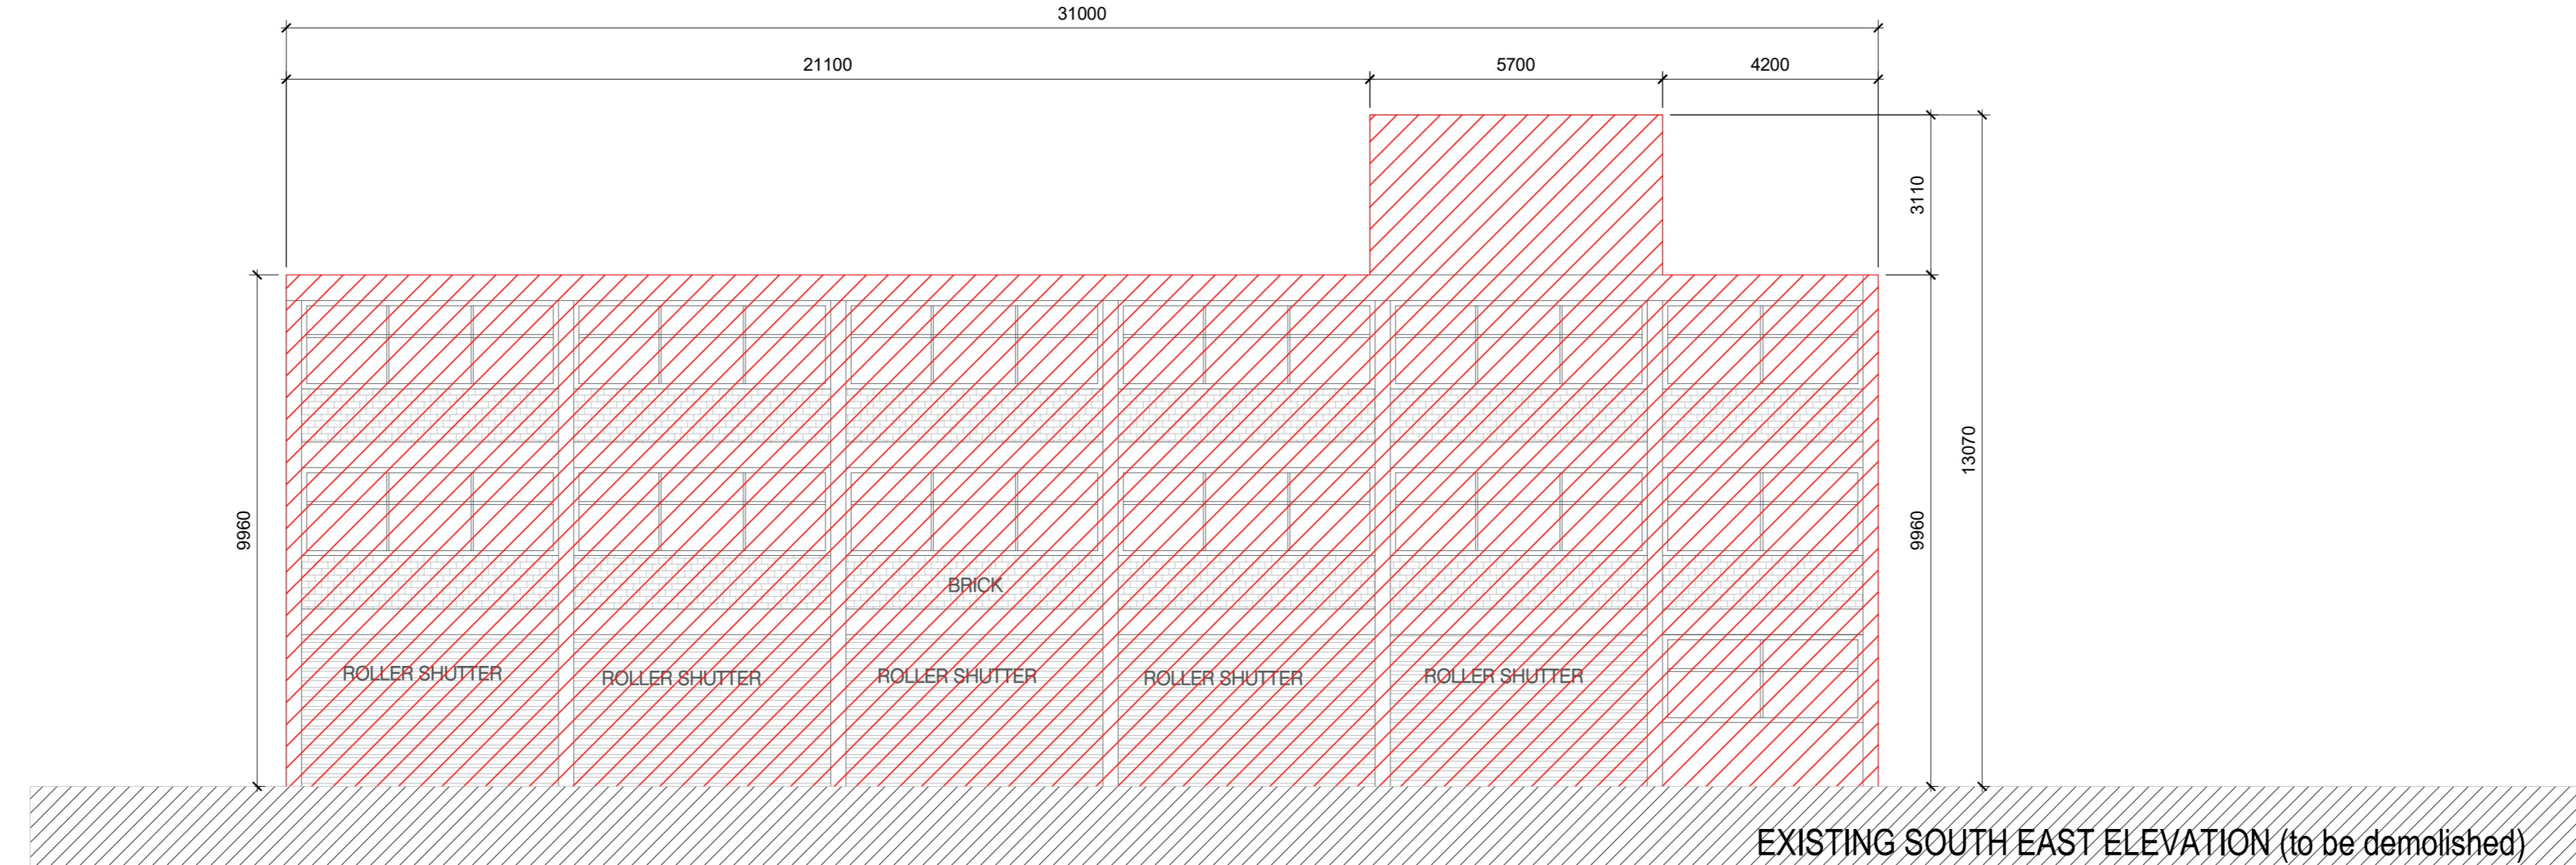 31000
21100
5700
4200
3110
13070
9960
9960
BRICK
ROLLER SHUTTER
ROLLER SHUTTER
ROLLER SHUTTER
ROLLER SHUTTER
ROLLER SHUTTER
EXISTING SOUTH EAST ELEVATION (to be demolished)